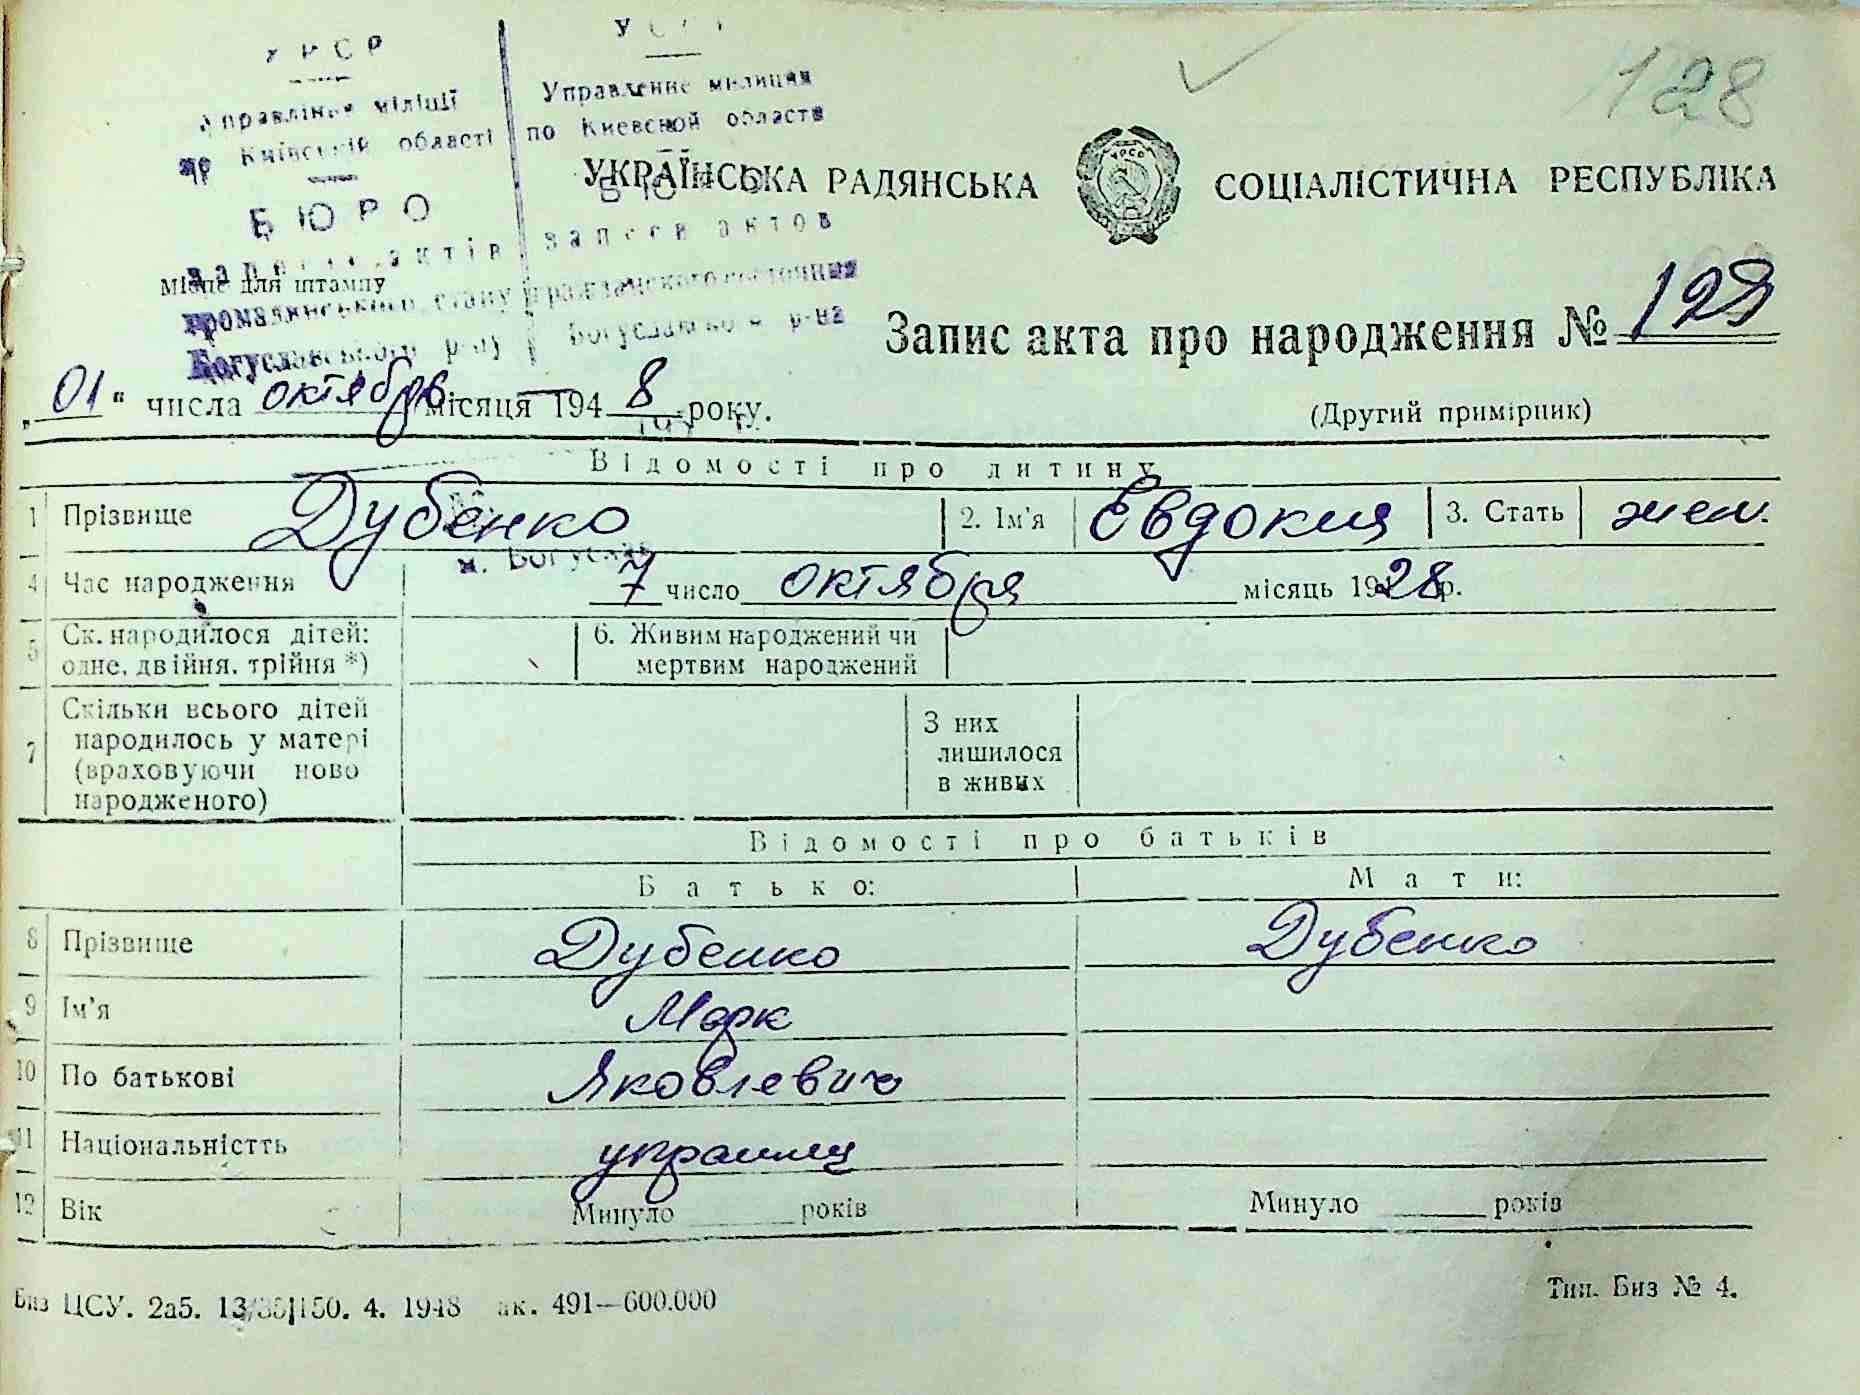 128
УРСР
УССР
Управління міліції
Управление милиции
по Київській області
по Киевской области
БЮРО
БЮРО
запису актів
записи актов
громадянського стану
гражданского состояния
Богуславського р-ну
Богуславского р-на
м. Богуслав
Місце для штампу
УКРАЇНСЬКА РАДЯНСЬКА СОЦІАЛІСТИЧНА РЕСПУБЛІКА
УРСР
Запис акта про народження № 128
„01“ числа октября місяця 1948 року.
(Другий примірник)
Відомості про дитину
1 Прізвище Дубенко 2. Ім'я Евдокия 3. Стать жен.
4 Час народження 7 число октября місяць 1928 р.
5 Ск. народилося дітей: одне, двійня, трійня *) 6. Живим народжений чи мертвим народжений
7 Скільки всього дітей народилось у матері (враховуючи ново народженого) З них лишилося в живих
Відомості про батьків
Батько: Мати:
8 Прізвище Дубенко Дубенко
9 Ім'я Марк
10 По батькові Яковлевич
11 Національністть украинец
12 Вік Минуло ______ років Минуло ______ років
Биз ЦСУ. 2а5. 150. 4. 1948 ак. 491—600.000
Тип. Биз № 4.